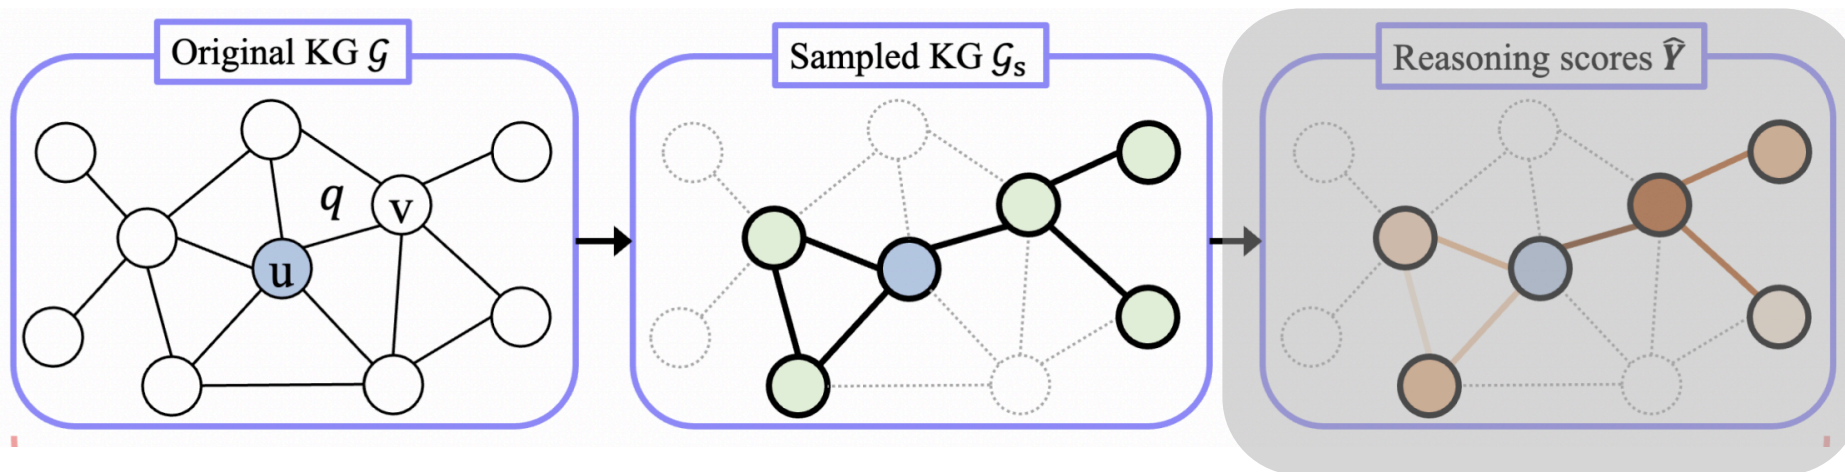 Original KG 𝒢
Sampled KG 𝒢ₛ
Reasoning scores Ŷ
q
v
u